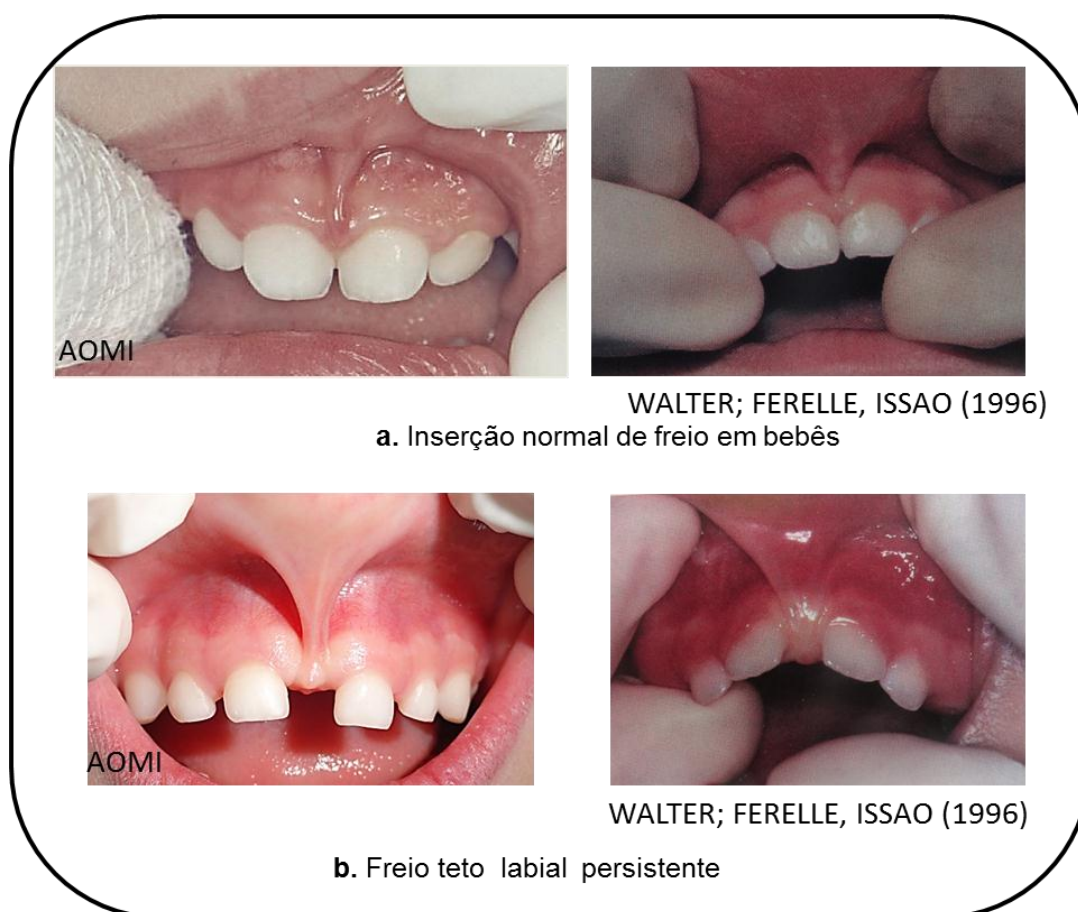 AOMI
WALTER; FERELLE, ISSAO (1996)
a. Inserção normal de freio em bebês
AOMI
WALTER; FERELLE, ISSAO (1996)
b. Freio teto labial persistente